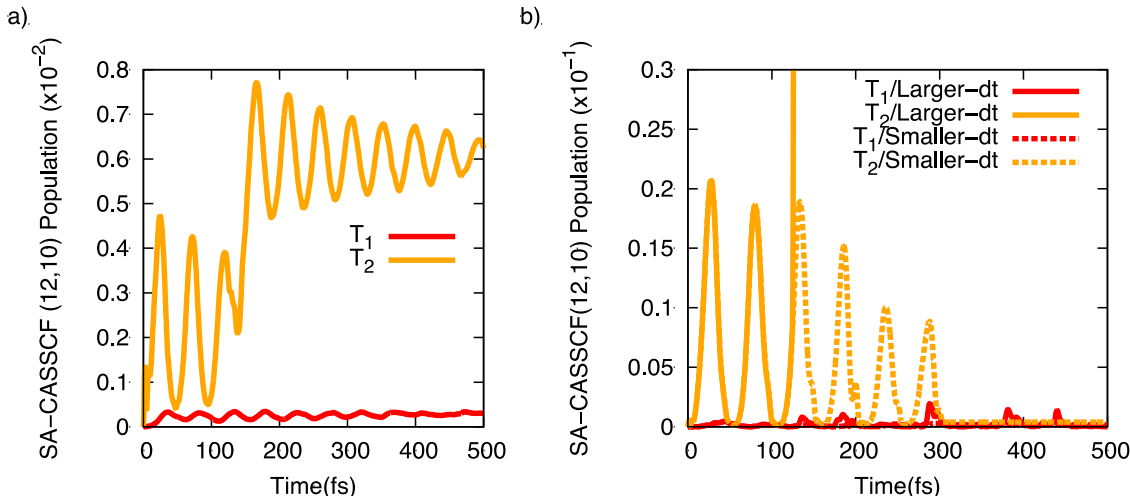 a).
SA−CASSCF (12,10) Population (x10−2)
0.8
0.7
0.6
0.5
0.4
0.3
0.2
0.1
0
T1
T2
0 100 200 300 400 500
Time(fs)
b).
SA−CASSCF(12,10) Population (x10−1)
0.3
0.25
0.2
0.15
0.1
0.05
0
T1/Larger−dt
T2/Larger−dt
T1/Smaller−dt
T2/Smaller−dt
0 100 200 300 400 500
Time(fs)